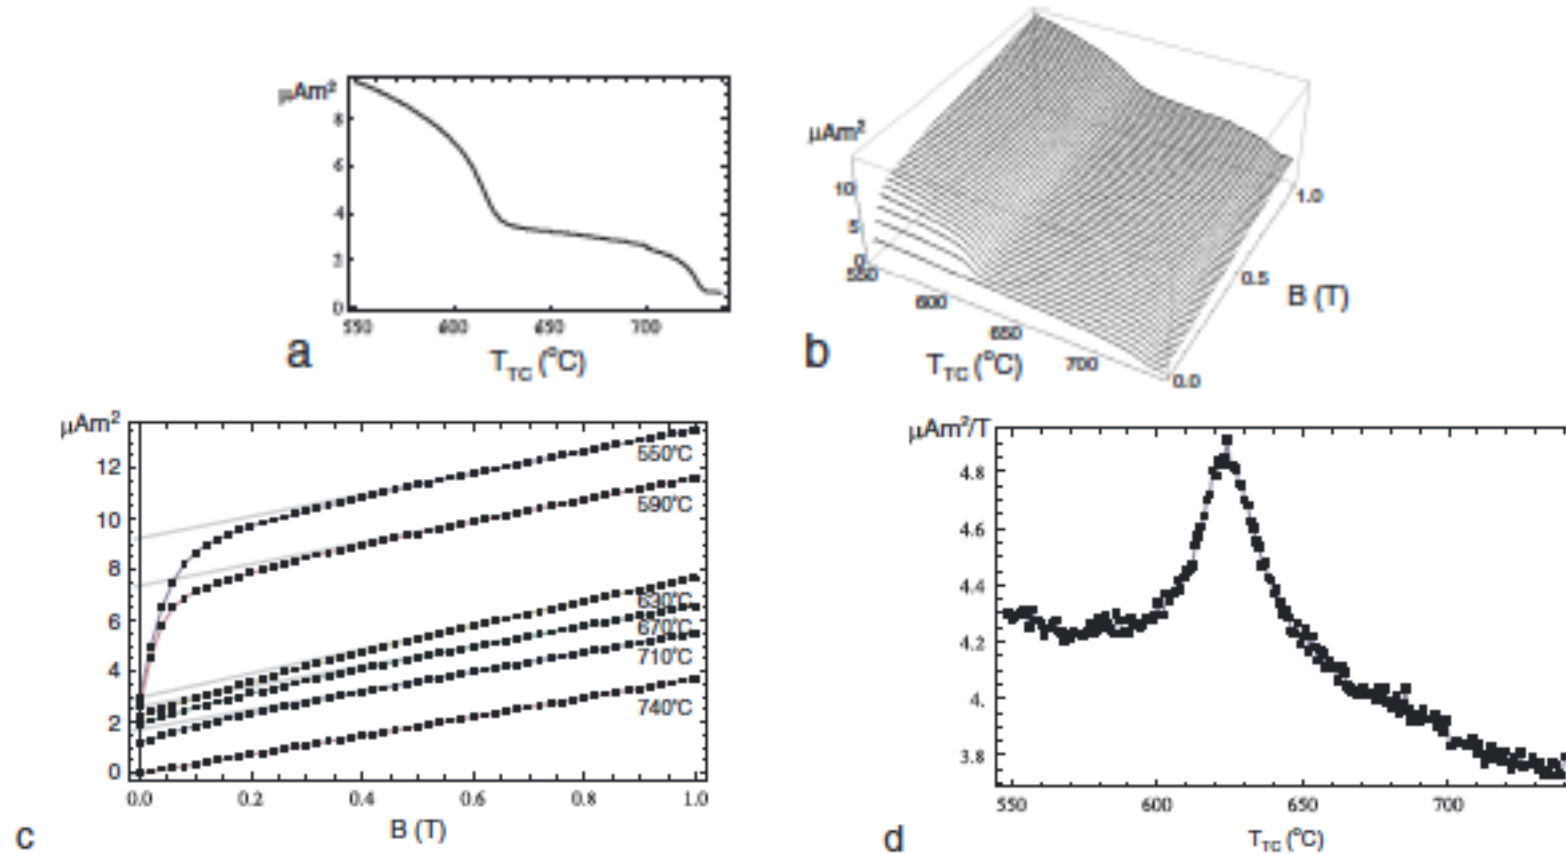 μAm²
8
6
4
2
0
550 600 650 700
T_TC (°C)
a
μAm²
10
5
0
550
600
650
700
T_TC (°C)
0.0
0.5
1.0
B (T)
b
μAm²
12
10
8
6
4
2
0
550°C
590°C
630°C
670°C
710°C
740°C
0.0 0.2 0.4 0.6 0.8 1.0
B (T)
c
μAm²/T
4.8
4.6
4.4
4.2
4.
3.8
550 600 650 700
T_TC (°C)
d